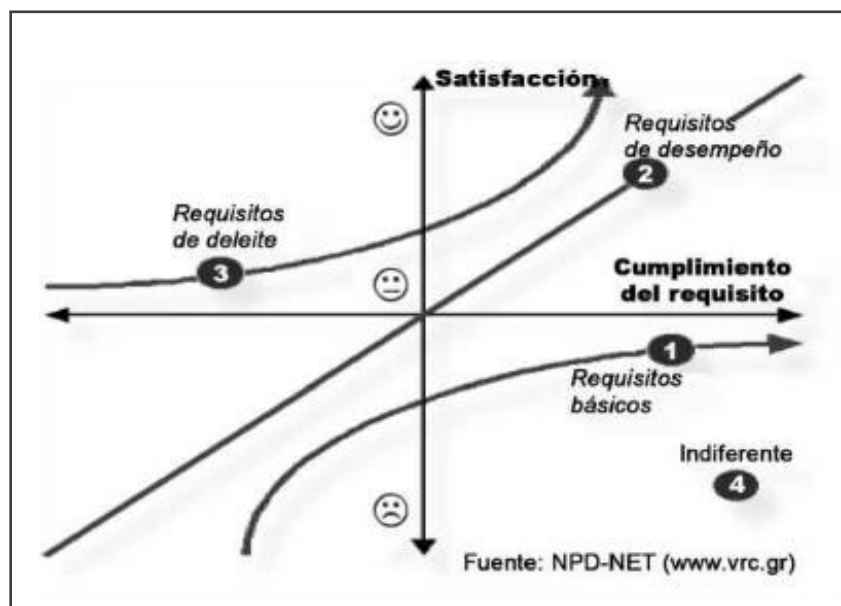 Satisfacción
Requisitos
de desempeño
2
Requisitos
de deleite
3
Cumplimiento
del requisito
1
Requisitos
básicos
Indiferente
4
Fuente: NPD-NET (www.vrc.gr)